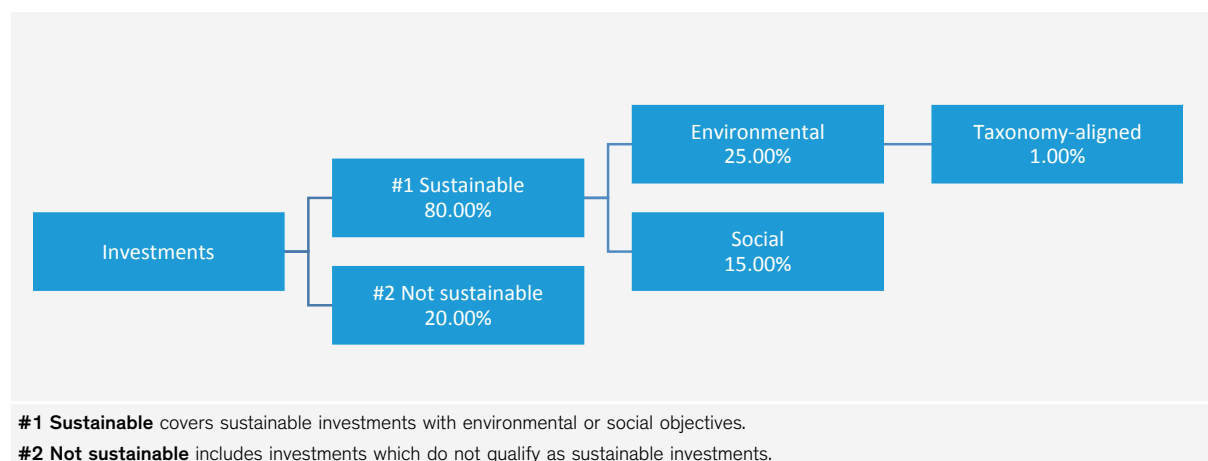 Environmental
25.00%
Taxonomy-aligned
1.00%
#1 Sustainable
80.00%
Investments
Social
15.00%
#2 Not sustainable
20.00%
#1 Sustainable covers sustainable investments with environmental or social objectives.
#2 Not sustainable includes investments which do not qualify as sustainable investments.